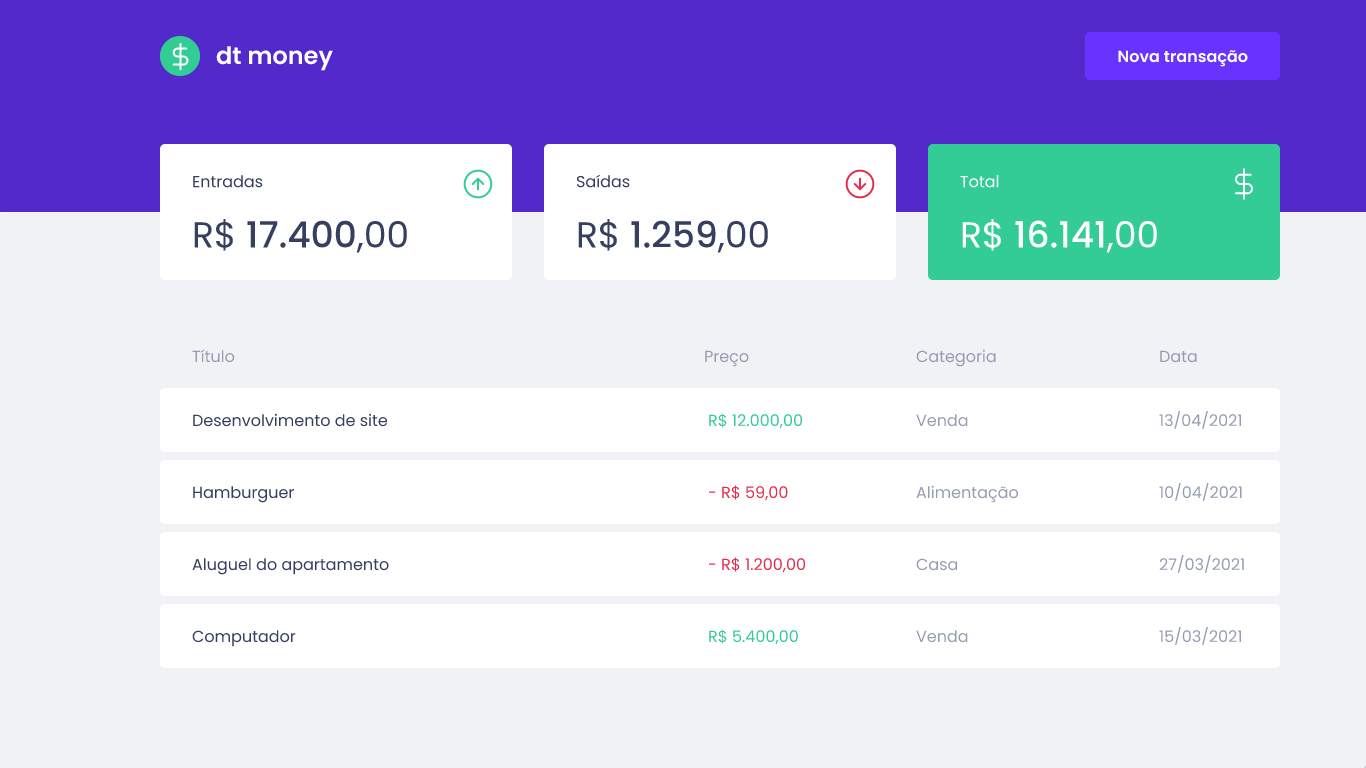 dt money
Nova transação
Entradas
Saídas
Total
R$ 17.400,00
R$ 1.259,00
R$ 16.141,00
Título Preço Categoria Data
Desenvolvimento de site R$ 12.000,00 Venda 13/04/2021
Hamburguer - R$ 59,00 Alimentação 10/04/2021
Aluguel do apartamento - R$ 1.200,00 Casa 27/03/2021
Computador R$ 5.400,00 Venda 15/03/2021